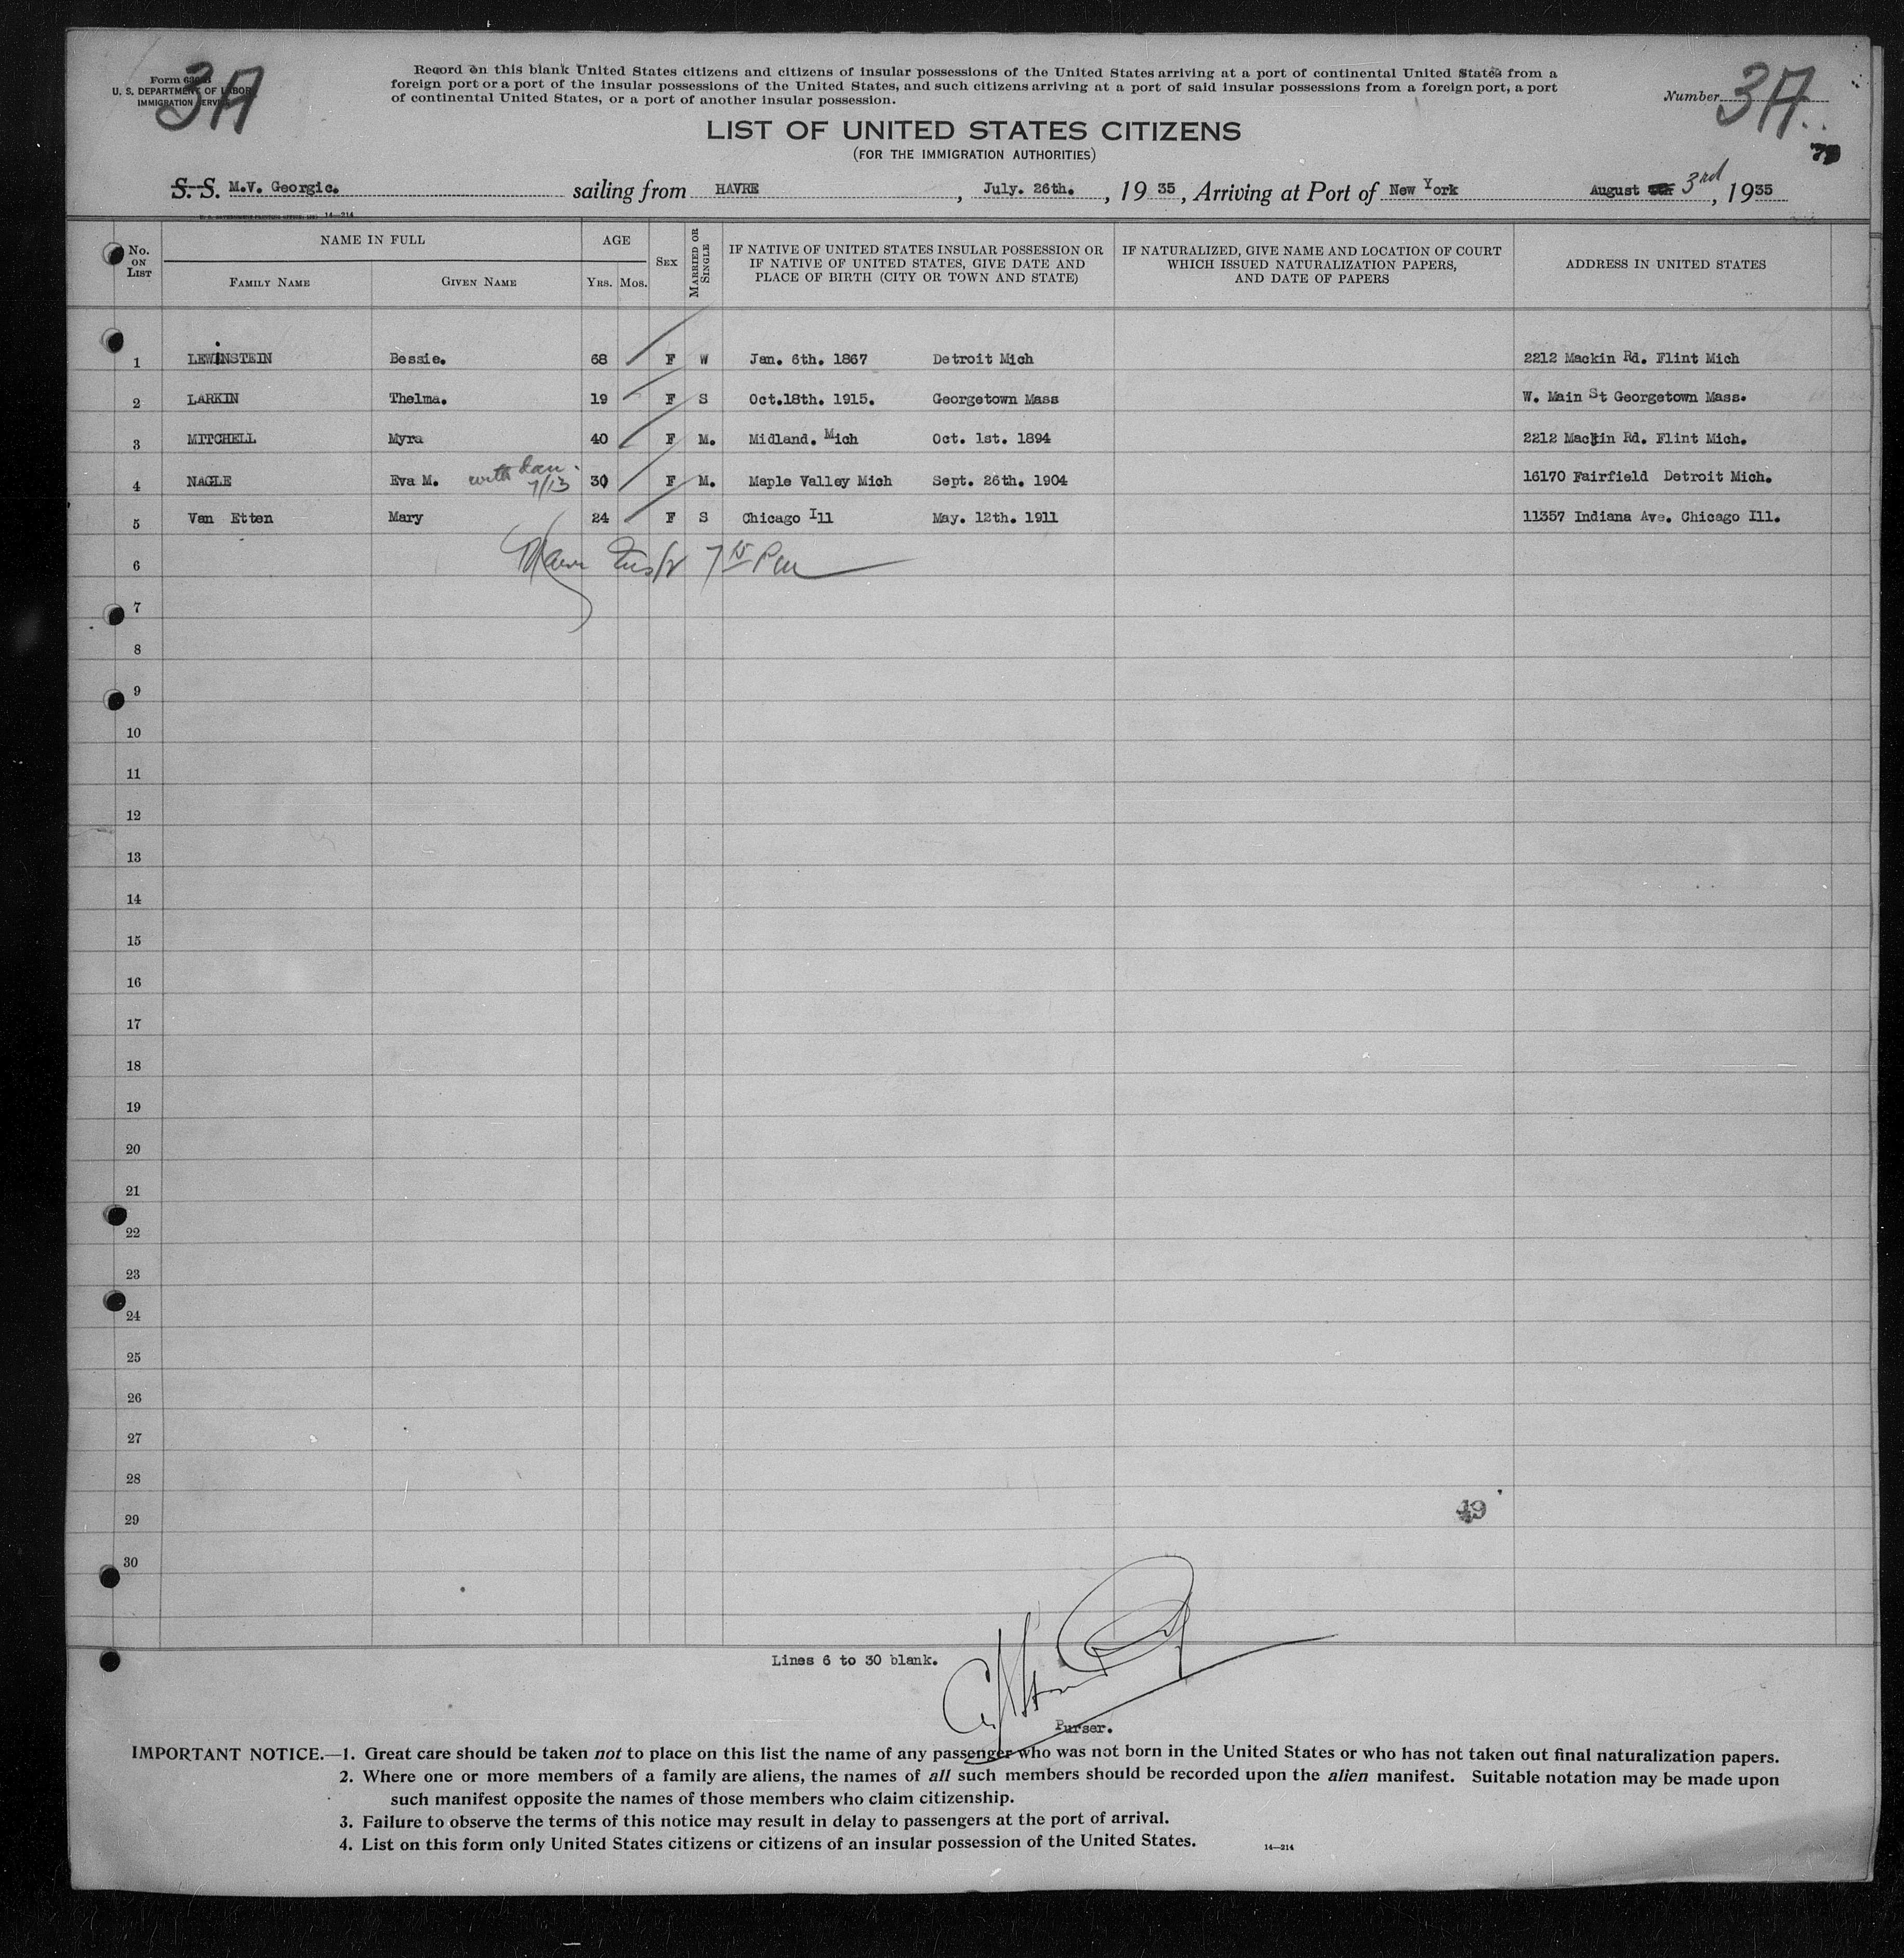 3A
Form 630 B
U. S. DEPARTMENT OF LABOR
IMMIGRATION SERVICE
Record on this blank United States citizens and citizens of insular possessions of the United States arriving at a port of continental United States from a
foreign port or a port of the insular possessions of the United States, and such citizens arriving at a port of said insular possessions from a foreign port, a port
of continental United States, or a port of another insular possession.
Number 3A
LIST OF UNITED STATES CITIZENS
(FOR THE IMMIGRATION AUTHORITIES)
S. S. M.V. Georgic. sailing from HAVRE, July. 26th., 1935, Arriving at Port of New York August 3rd, 1935
14—214
No. ON LIST
NAME IN FULL
FAMILY NAME GIVEN NAME
AGE
YRS. MOS.
SEX
MARRIED OR SINGLE
IF NATIVE OF UNITED STATES INSULAR POSSESSION OR
IF NATIVE OF UNITED STATES, GIVE DATE AND
PLACE OF BIRTH (CITY OR TOWN AND STATE)
IF NATURALIZED, GIVE NAME AND LOCATION OF COURT
WHICH ISSUED NATURALIZATION PAPERS,
AND DATE OF PAPERS
ADDRESS IN UNITED STATES
1 LEWINSTEIN Bessie. 68 F W Jan. 6th. 1867 Detroit Mich 2212 Mackin Rd. Flint Mich
2 LARKIN Thelma. 19 F S Oct.18th. 1915. Georgetown Mass W. Main St Georgetown Mass.
3 MITCHELL Myra 40 F M. Midland. Mich Oct. 1st. 1894 2212 Mackin Rd. Flint Mich.
4 NAGLE Eva M. with dau. 7/13 30 F M. Maple Valley Mich Sept. 26th. 1904 16170 Fairfield Detroit Mich.
5 Van Etten Mary 24 F S Chicago Ill May. 12th. 1911 11357 Indiana Ave. Chicago Ill.
6
7
8
9
10
11
12
13
14
15
16
17
18
19
20
21
22
23
24
25
26
27
28
29
30
49
Lines 6 to 30 blank.
Purser.
IMPORTANT NOTICE.—1. Great care should be taken not to place on this list the name of any passenger who was not born in the United States or who has not taken out final naturalization papers.
2. Where one or more members of a family are aliens, the names of all such members should be recorded upon the alien manifest. Suitable notation may be made upon
such manifest opposite the names of those members who claim citizenship.
3. Failure to observe the terms of this notice may result in delay to passengers at the port of arrival.
4. List on this form only United States citizens or citizens of an insular possession of the United States.
14—214